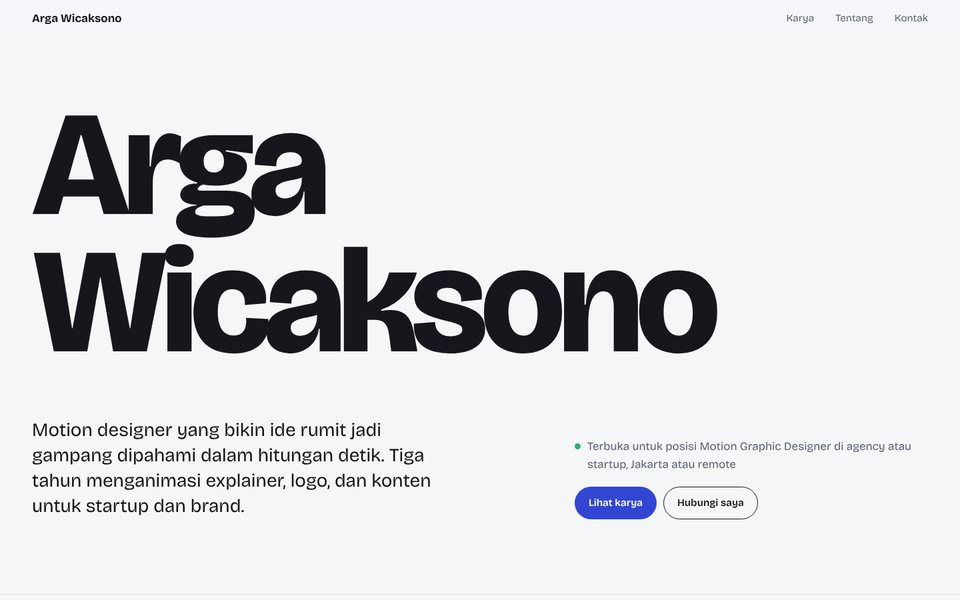 Arga Wicaksono
Karya Tentang Kontak
Arga
Wicaksono
Motion designer yang bikin ide rumit jadi
gampang dipahami dalam hitungan detik. Tiga
tahun menganimasi explainer, logo, dan konten
untuk startup dan brand.
Terbuka untuk posisi Motion Graphic Designer di agency atau
startup, Jakarta atau remote
Lihat karya
Hubungi saya